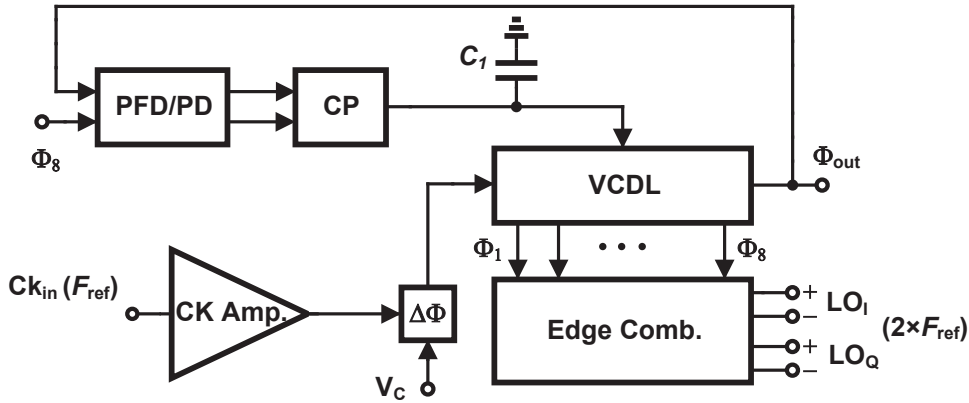 C₁
PFD/PD
CP
Φ₈
VCDL
Φout
Φ₁
• • •
Φ₈
Ckin (Fref)
CK Amp.
ΔΦ
VC
Edge Comb.
+
−
LOI
+
−
LOQ
(2×Fref)